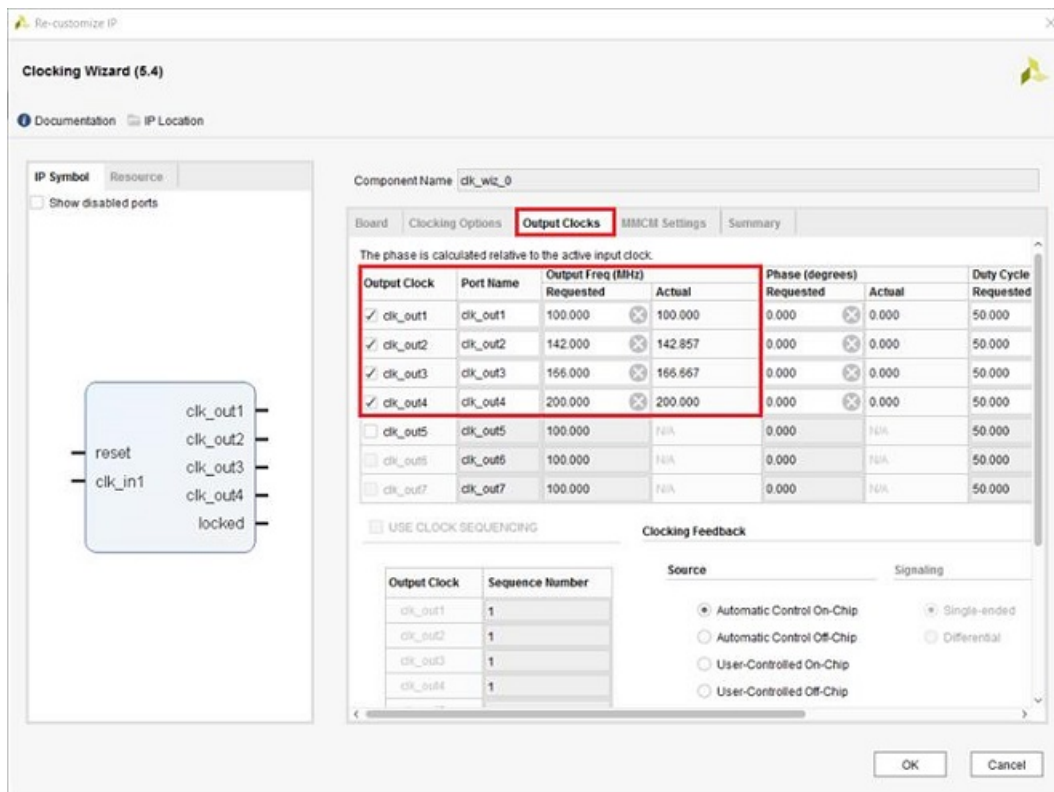 Re-customize IP
Clocking Wizard (5.4)
Documentation IP Location
IP Symbol Resource
Show disabled ports
reset
clk_in1
clk_out1
clk_out2
clk_out3
clk_out4
locked
Component Name clk_wiz_0
Board Clocking Options Output Clocks MMCM Settings Summary
The phase is calculated relative to the active input clock.
Output Clock Port Name Output Freq (MHz) Phase (degrees) Duty Cycle
Requested Actual Requested Actual Requested
clk_out1 clk_out1 100.000 100.000 0.000 0.000 50.000
clk_out2 clk_out2 142.000 142.857 0.000 0.000 50.000
clk_out3 clk_out3 166.000 166.667 0.000 0.000 50.000
clk_out4 clk_out4 200.000 200.000 0.000 0.000 50.000
clk_out5 clk_out5 100.000 N/A 0.000 N/A 50.000
clk_out6 clk_out6 100.000 N/A 0.000 N/A 50.000
clk_out7 clk_out7 100.000 N/A 0.000 N/A 50.000
USE CLOCK SEQUENCING
Output Clock Sequence Number
clk_out1 1
clk_out2 1
clk_out3 1
clk_out4 1
Clocking Feedback
Source Signaling
Automatic Control On-Chip Single-ended
Automatic Control Off-Chip Differential
User-Controlled On-Chip
User-Controlled Off-Chip
OK Cancel